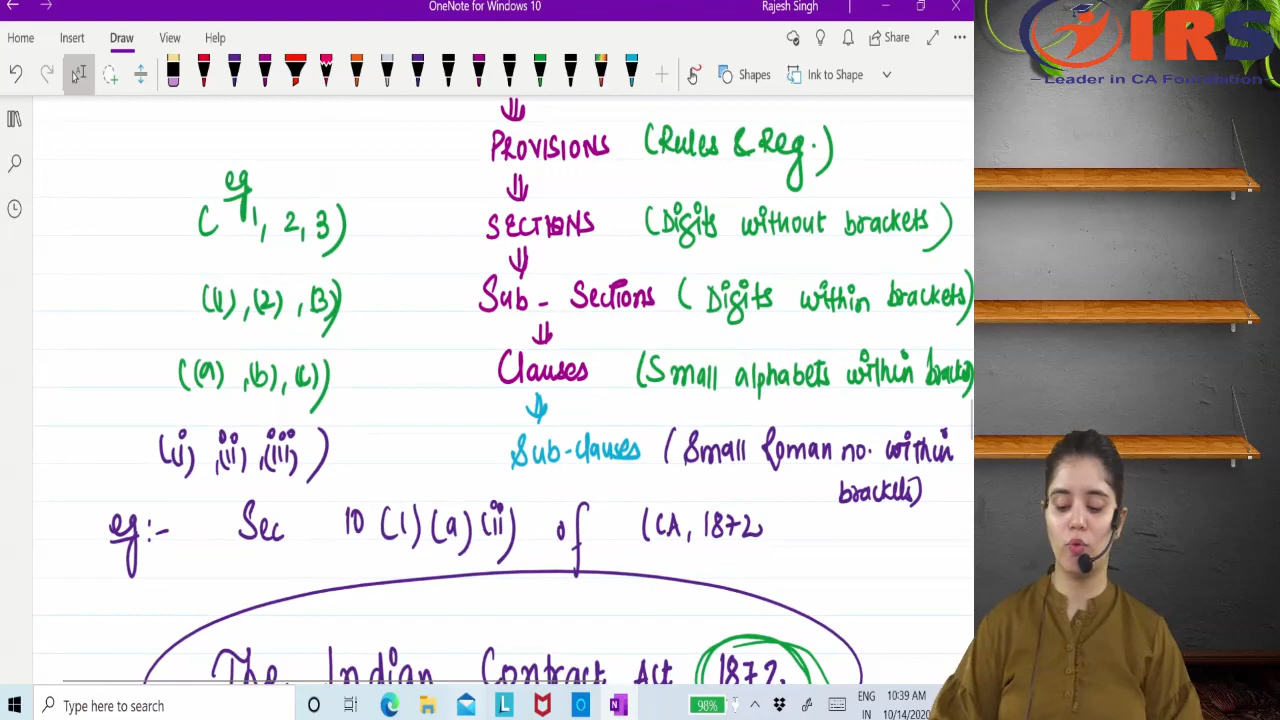 OneNote for Windows 10
Rajesh Singh
Home Insert Draw View Help
Share
Shapes
Ink to Shape
IRS
Leader in CA Foundation
PROVISIONS (Rules & Reg.)
eg
( 1, 2, 3) SECTIONS (Digits without brackets)
(1), (2), (3) Sub - Sections (Digits within brackets)
((a), (b), (c)) Clauses (Small alphabets within
(i), (ii), (iii) Sub-clauses (Small Roman no. within
brackets)
eg:- Sec 10 (1) (a) (ii) of ICA, 1872
The Indian Contract Act 1872.
Type here to search
98%
ENG
IN
10:39 AM
10/14/2020